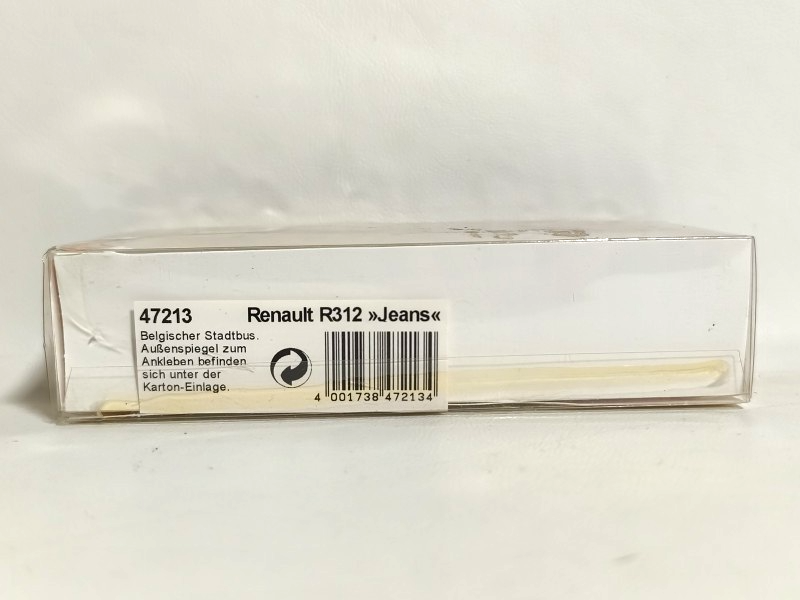 47213 Renault R312 »Jeans«
Belgischer Stadtbus.
Außenspiegel zum
Ankleben befinden
sich unter der
Karton-Einlage.
4 001738 472134